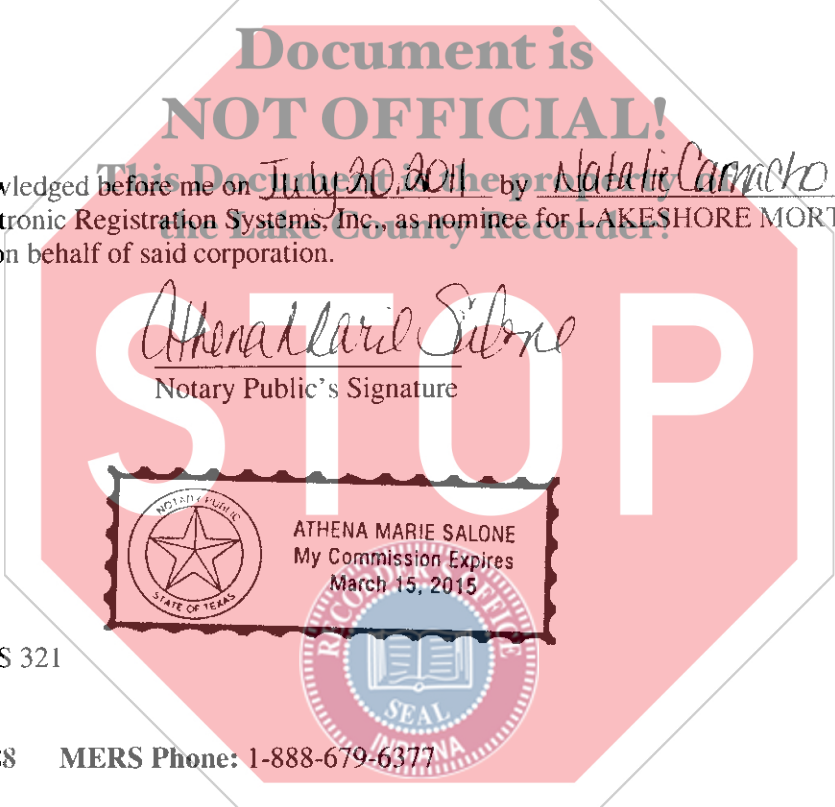 Document is
NOT OFFICIAL!
This Document is the property of
the Lake County Recorder!
STOP
wledged before me on July 20, 2011 by Natalie Camacho
tronic Registration Systems, Inc., as nominee for LAKESHORE MORT
on behalf of said corporation.
Athena Marie Salone
Notary Public's Signature
NOTARY PUBLIC
STATE OF TEXAS
ATHENA MARIE SALONE
My Commission Expires
March 15, 2015
RECORDER'S OFFICE
SEAL
INDIANA
S 321
8 MERS Phone: 1-888-679-6377